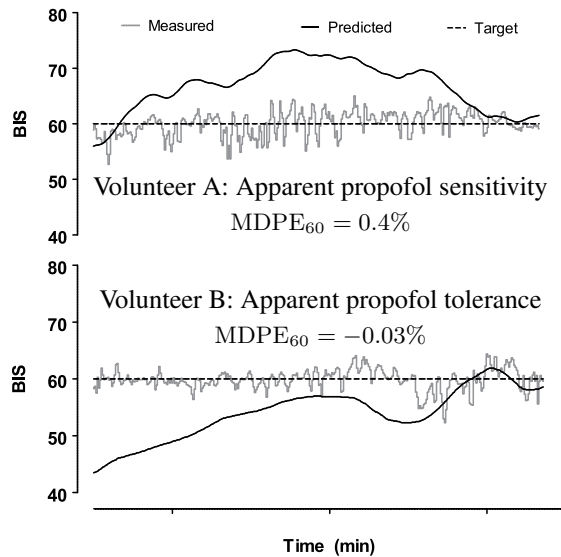 80
Measured Predicted Target
70
60
BIS
50
Volunteer A: Apparent propofol sensitivity
MDPE60 = 0.4%
40
80
Volunteer B: Apparent propofol tolerance
70
MDPE60 = −0.03%
60
BIS
50
40
Time (min)